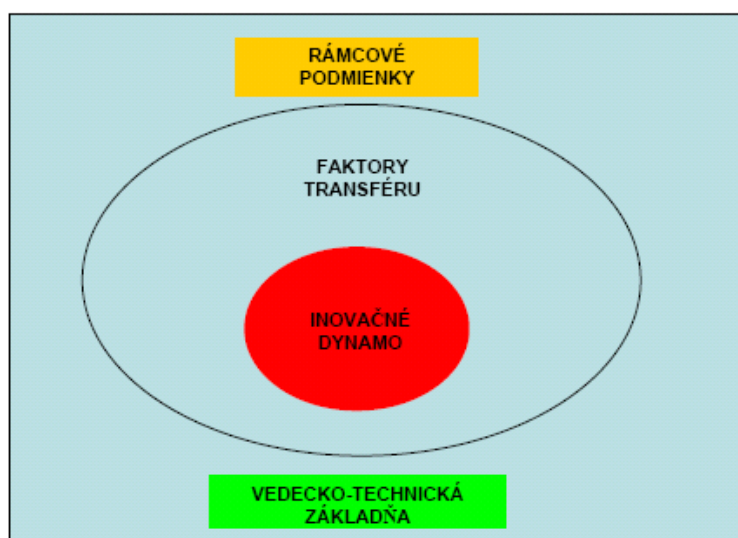 RÁMCOVÉ
PODMIENKY
FAKTORY
TRANSFÉRU
INOVAČNÉ
DYNAMO
VEDECKO-TECHNICKÁ
ZÁKLADŇA